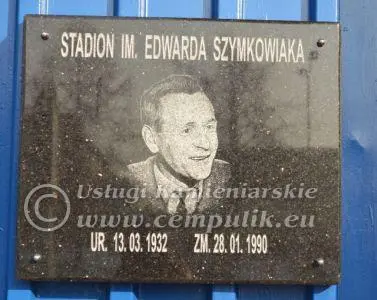 STADION IM. EDWARDA SZYMKOWIAKA
© Usługi Kamieniarskie
www.cempulik.eu
UR. 13.03.1932 ZM. 28.01.1990